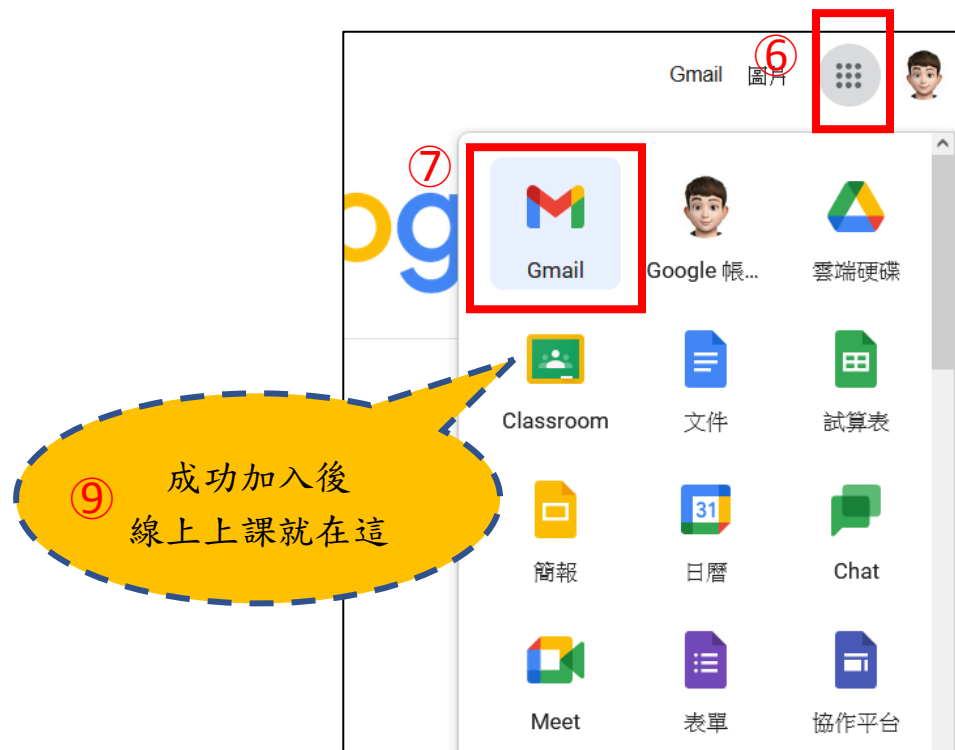 ⑥
Gmail 圖片
⑦
og
Gmail Google 帳... 雲端硬碟
Classroom 文件 試算表
⑨ 成功加入後
線上上課就在這
31
簡報 日曆 Chat
Meet 表單 協作平台